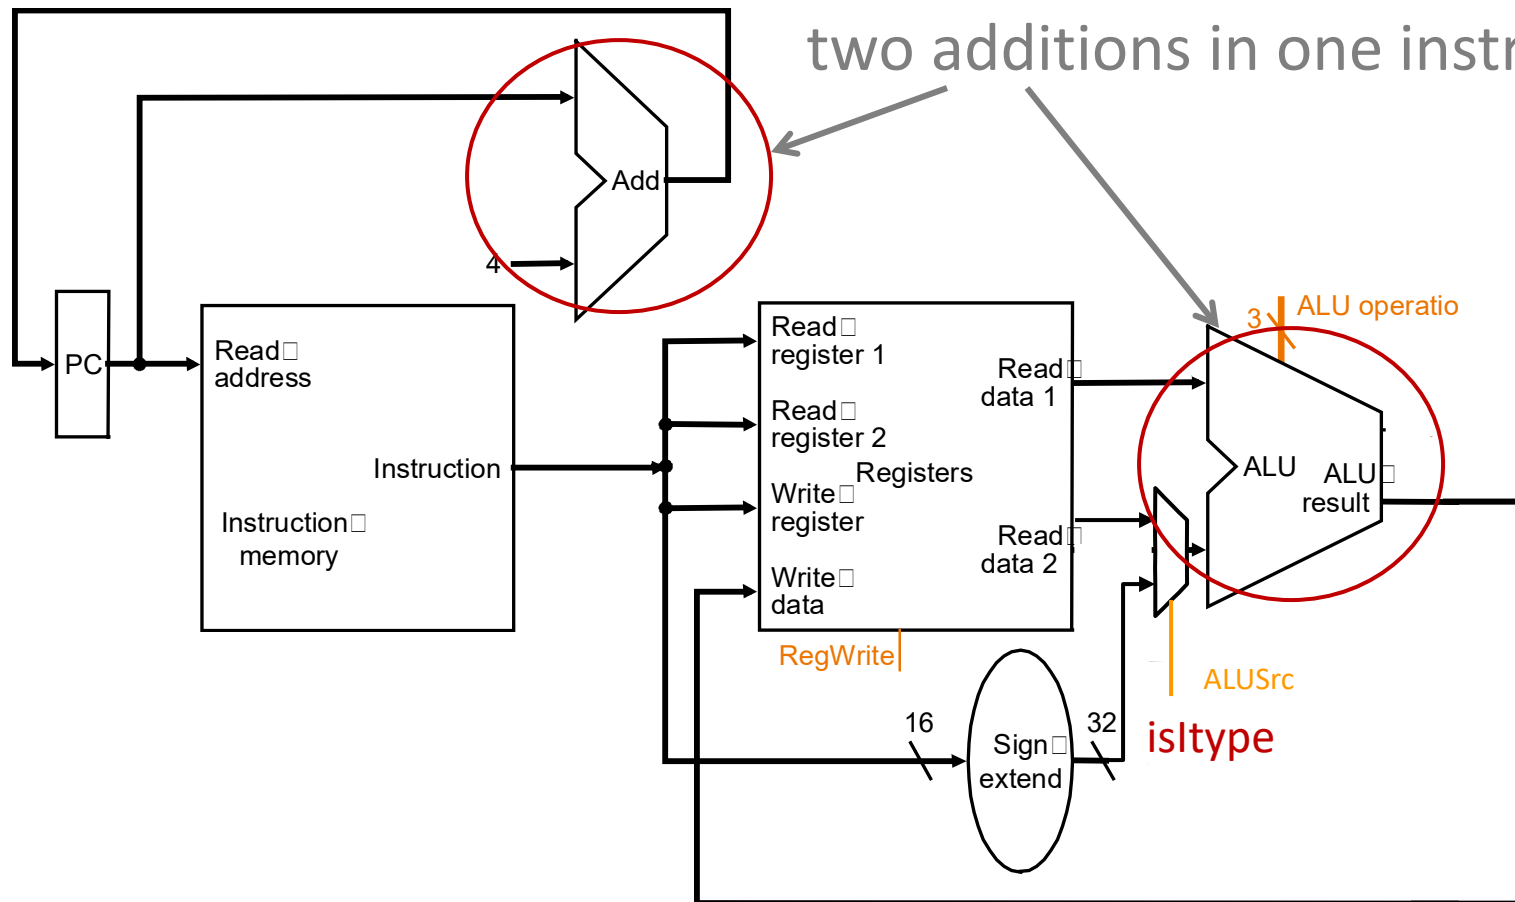 two additions in one instr
Add
4
3
ALU operatio
PC
Read
address
Instruction
Instruction
memory
Read
register 1
Read
register 2
Write
register
Write
data
Registers
Read
data 1
Read
data 2
RegWrite
ALU
ALU
result
ALUSrc
isItype
16
Sign
extend
32